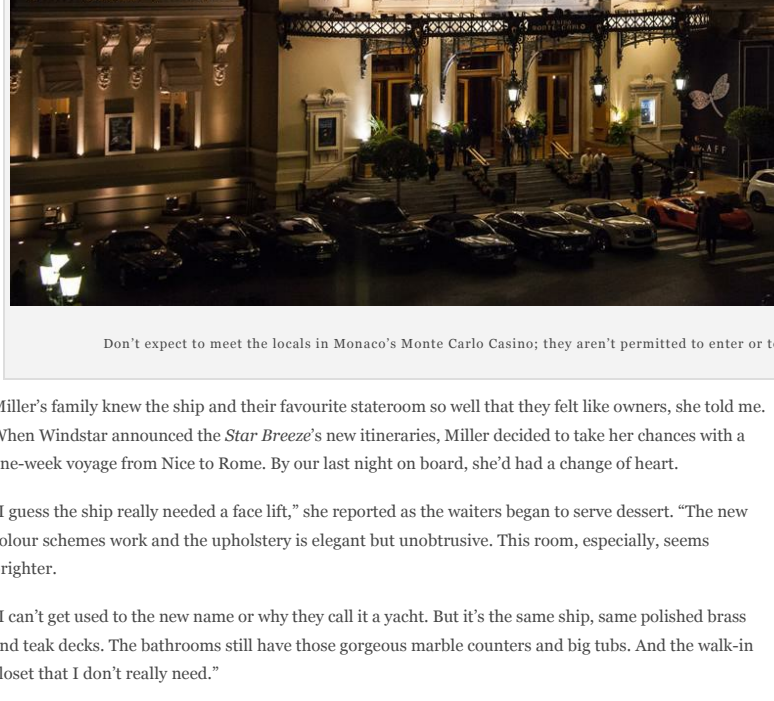 CASINO
MONTE-CARLO
AFF
Don’t expect to meet the locals in Monaco’s Monte Carlo Casino; they aren’t permitted to enter or t
Miller’s family knew the ship and their favourite stateroom so well that they felt like owners, she told me.
When Windstar announced the Star Breeze’s new itineraries, Miller decided to take her chances with a
ne-week voyage from Nice to Rome. By our last night on board, she’d had a change of heart.
I guess the ship really needed a face lift,” she reported as the waiters began to serve dessert. “The new
olour schemes work and the upholstery is elegant but unobtrusive. This room, especially, seems
righter.
I can’t get used to the new name or why they call it a yacht. But it’s the same ship, same polished brass
nd teak decks. The bathrooms still have those gorgeous marble counters and big tubs. And the walk-in
loset that I don’t really need.”